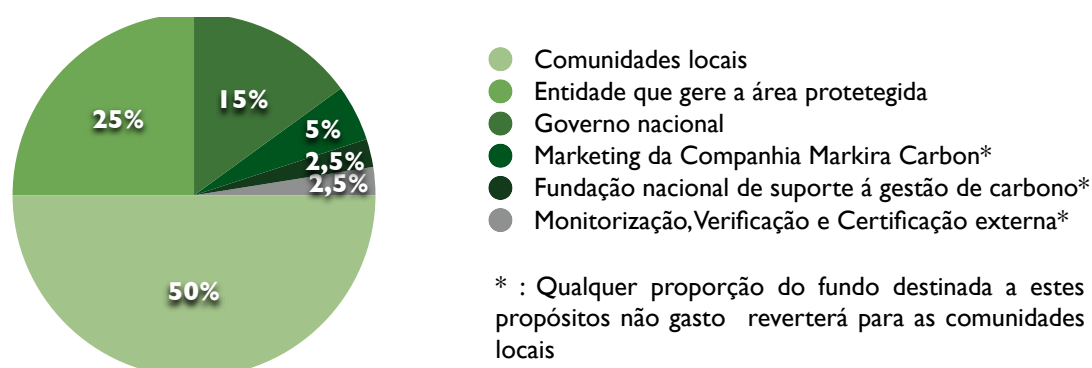 25%
15%
5%
2,5%
2,5%
50%
Comunidades locais
Entidade que gere a área protetegida
Governo nacional
Marketing da Companhia Markira Carbon*
Fundação nacional de suporte á gestão de carbono*
Monitorização,Verificação e Certificação externa*
* : Qualquer proporção do fundo destinada a estes
propósitos não gasto reverterá para as comunidades
locais